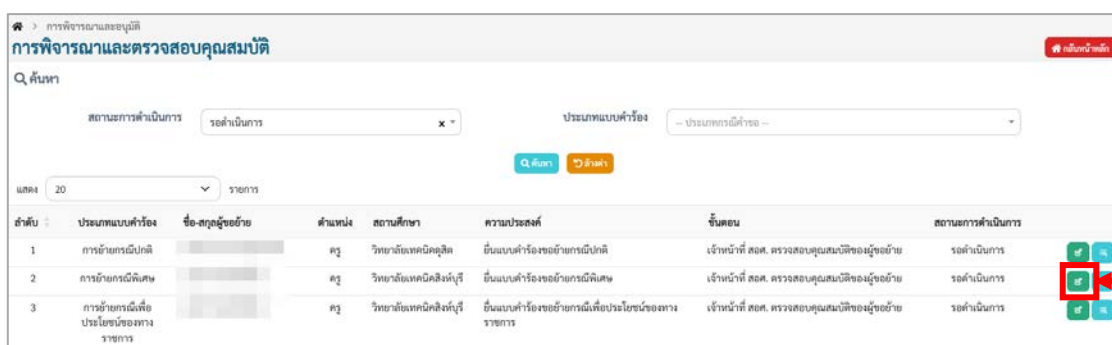 การพิจารณาและอนุมัติ
การพิจารณาและตรวจสอบคุณสมบัติ
กลับหน้าหลัก
ค้นหา
สถานะการดำเนินการ รอดำเนินการ x ประเภทแบบคำร้อง -- ประเภทกรณีคำขอ --
ค้นหา ล้างค่า
แสดง 20 รายการ
ลำดับ ประเภทแบบคำร้อง ชื่อ-สกุลผู้ขอย้าย ตำแหน่ง สถานศึกษา ความประสงค์ ขั้นตอน สถานะการดำเนินการ
1 การย้ายกรณีปกติ ครู วิทยาลัยเทคนิคดุสิต ยื่นแบบคำร้องขอย้ายกรณีปกติ เจ้าหน้าที่ สอศ. ตรวจสอบคุณสมบัติของผู้ขอย้าย รอดำเนินการ
2 การย้ายกรณีพิเศษ ครู วิทยาลัยเทคนิคสิงห์บุรี ยื่นแบบคำร้องขอย้ายกรณีพิเศษ เจ้าหน้าที่ สอศ. ตรวจสอบคุณสมบัติของผู้ขอย้าย รอดำเนินการ
3 การย้ายกรณีเพื่อ ครู วิทยาลัยเทคนิคสิงห์บุรี ยื่นแบบคำร้องขอย้ายกรณีเพื่อประโยชน์ของทาง เจ้าหน้าที่ สอศ. ตรวจสอบคุณสมบัติของผู้ขอย้าย รอดำเนินการ
ประโยชน์ของทาง ราชการ
ราชการ